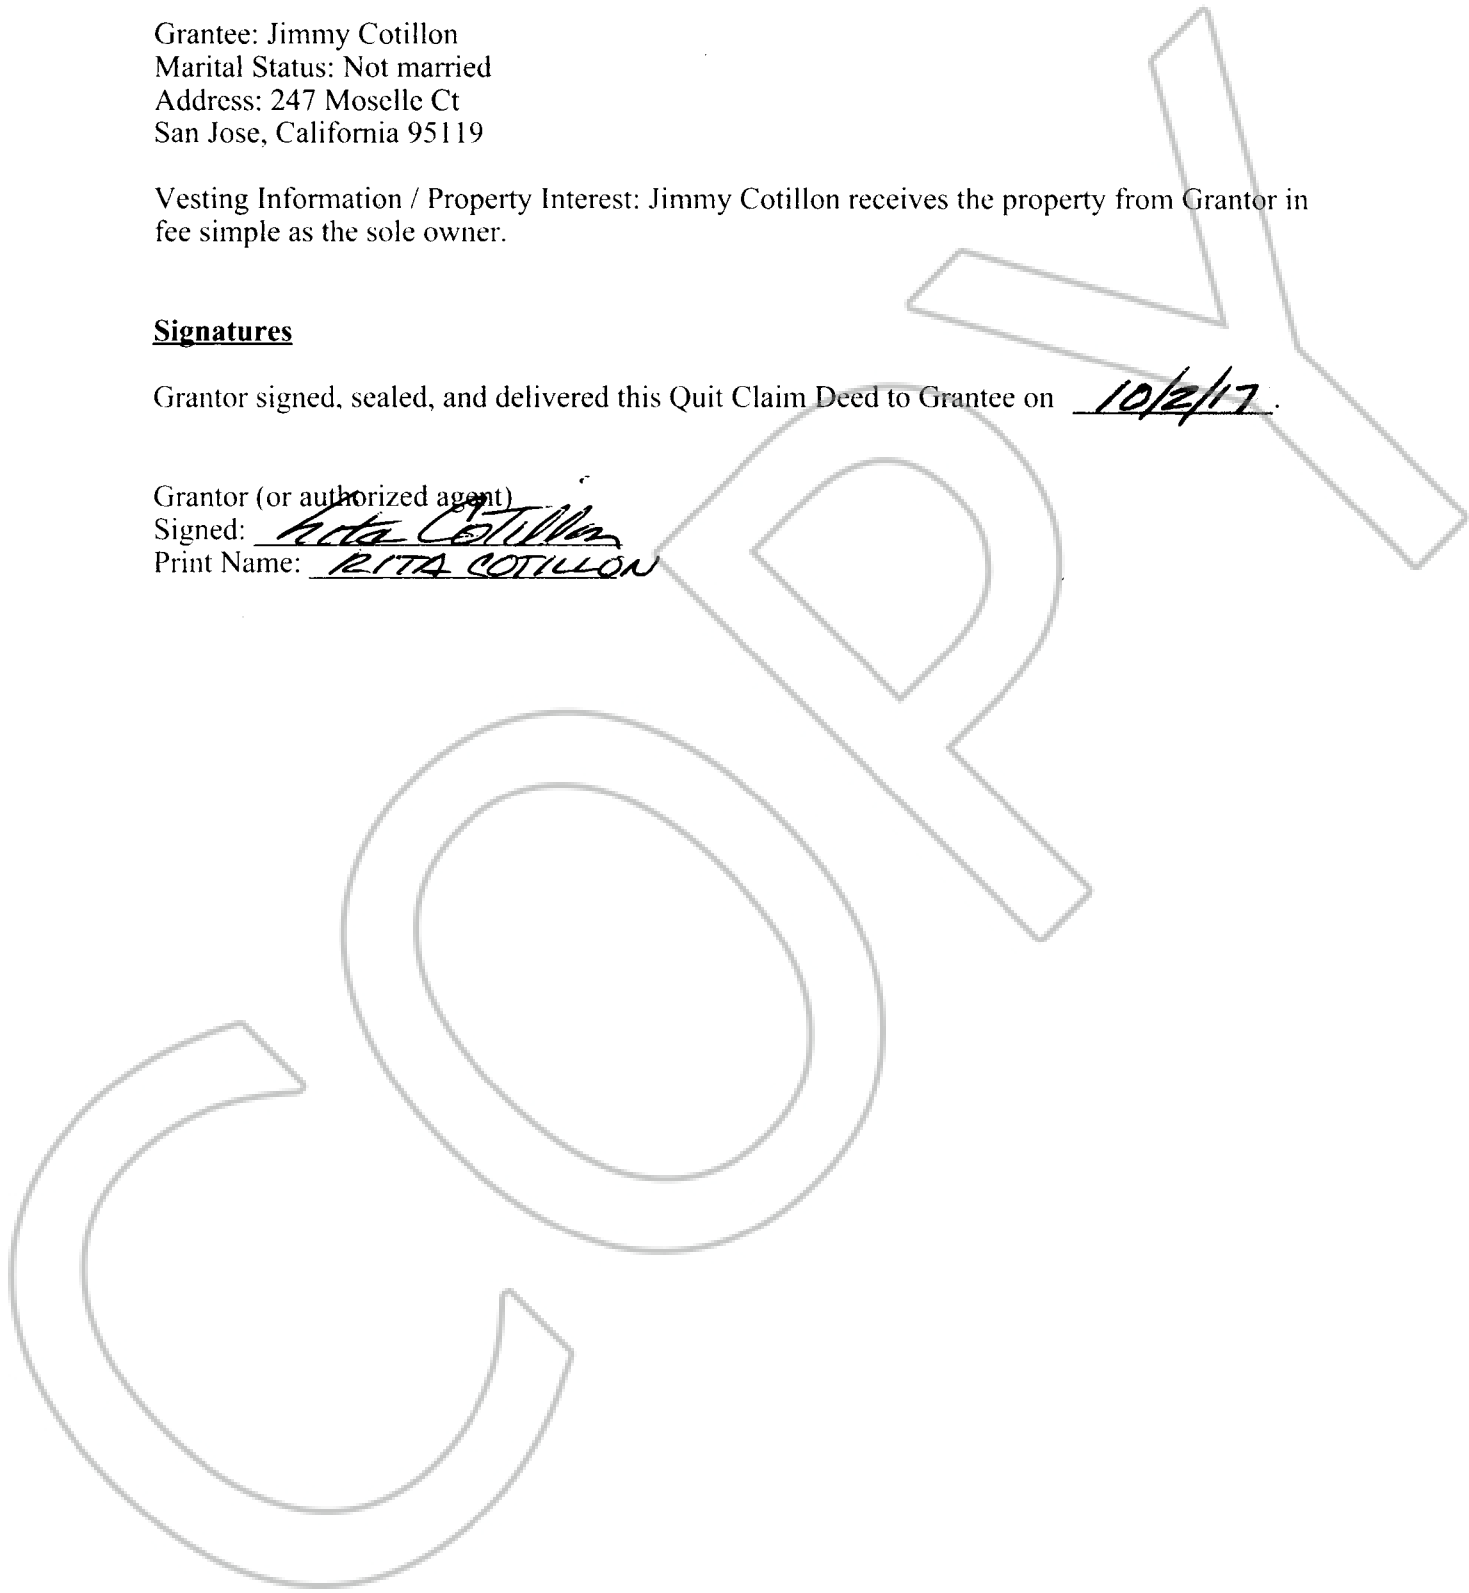 Grantee: Jimmy Cotillon
Marital Status: Not married
Address: 247 Moselle Ct
San Jose, California 95119
Vesting Information / Property Interest: Jimmy Cotillon receives the property from Grantor in
fee simple as the sole owner.
Signatures
Grantor signed, sealed, and delivered this Quit Claim Deed to Grantee on 10/2/17.
Grantor (or authorized agent)
Signed: Rita Cotillon
Print Name: RITA COTILLON
COPY